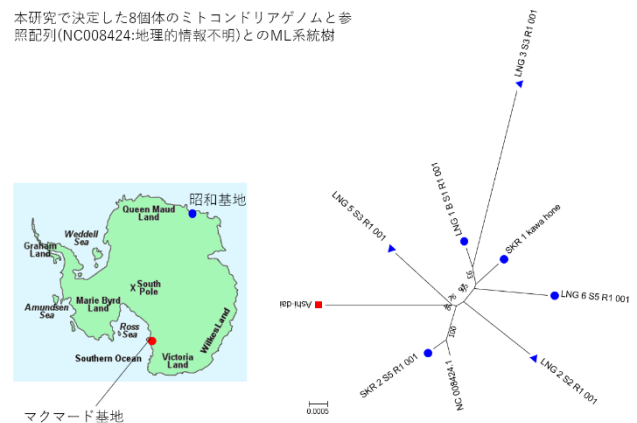 本研究で決定した8個体のミトコンドリアゲノムと参
照配列(NC008424:地理的情報不明)とのML系統樹
昭和基地
Queen Maud
Land
Weddell
Sea
Graham
Land
South
Pole
Amundsen
Sea
Marie Byrd
Land
Ross
Sea
Wilkes Land
Southern Ocean
Victoria
Land
マクマード基地
LNG 3 S3 R1 001
LNG 1 B S1 R1 001
LNG 5 S3 R1 001
SKR 1 kawa hone
LNG 6 S5 R1 001
Ashi-dai
SKR 2 S5 R1 001
NC 008424.1
LNG 2 S2 R1 001
93
76
100
0.0005